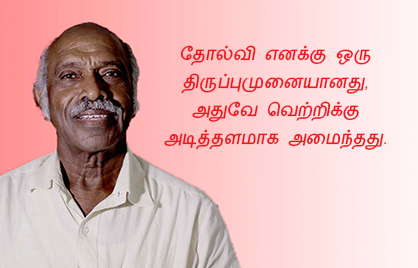 தோல்வி எனக்கு ஒரு
திருப்புமுனையானது,
அதுவே வெற்றிக்கு
அடித்தளமாக அமைந்தது.